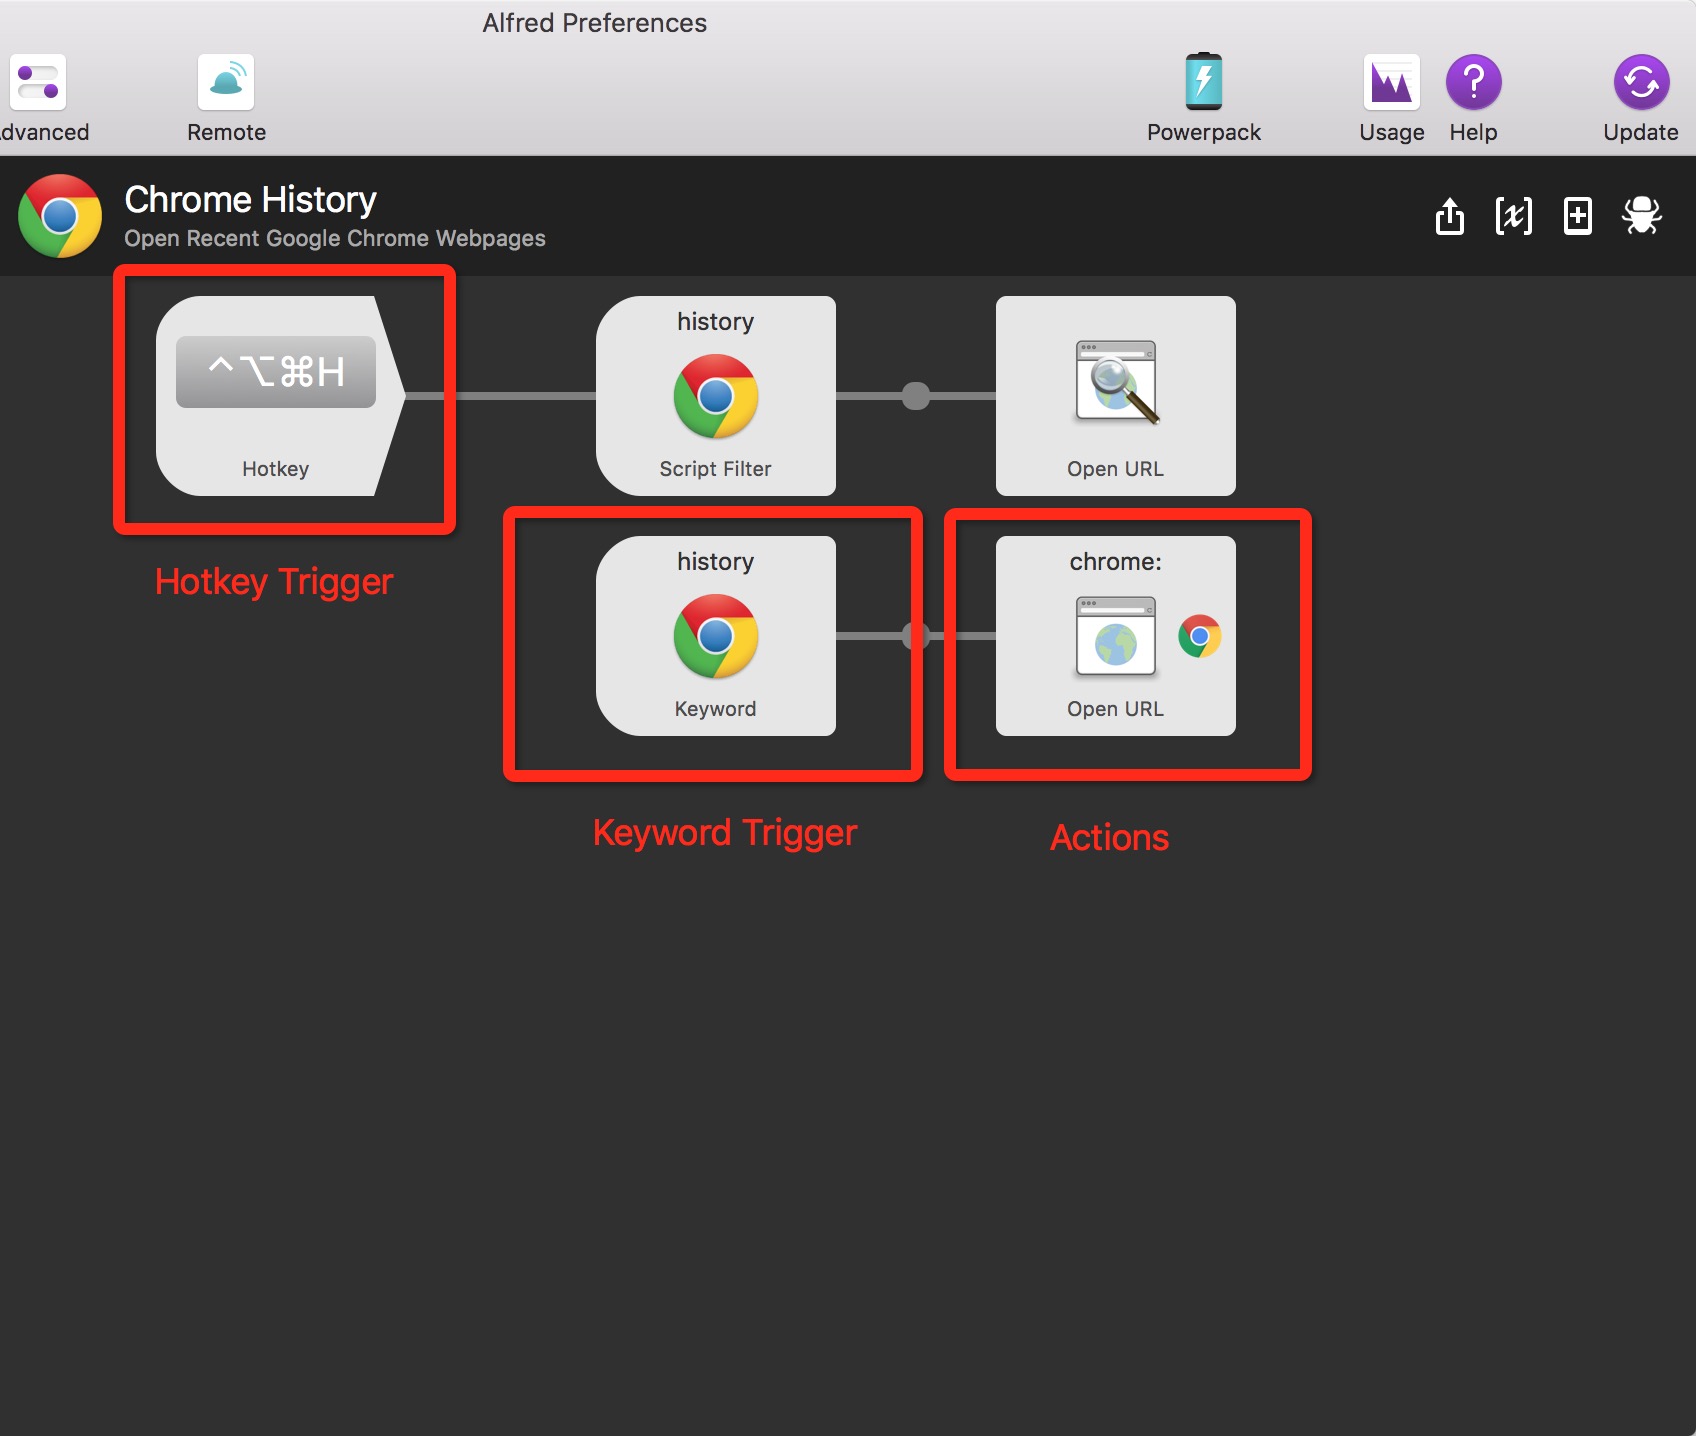 Alfred Preferences
dvanced
Remote
Powerpack
Usage
Help
Update
Chrome History
Open Recent Google Chrome Webpages
^⌥⌘H
Hotkey
history
Script Filter
Open URL
Hotkey Trigger
history
Keyword
chrome:
Open URL
Keyword Trigger
Actions